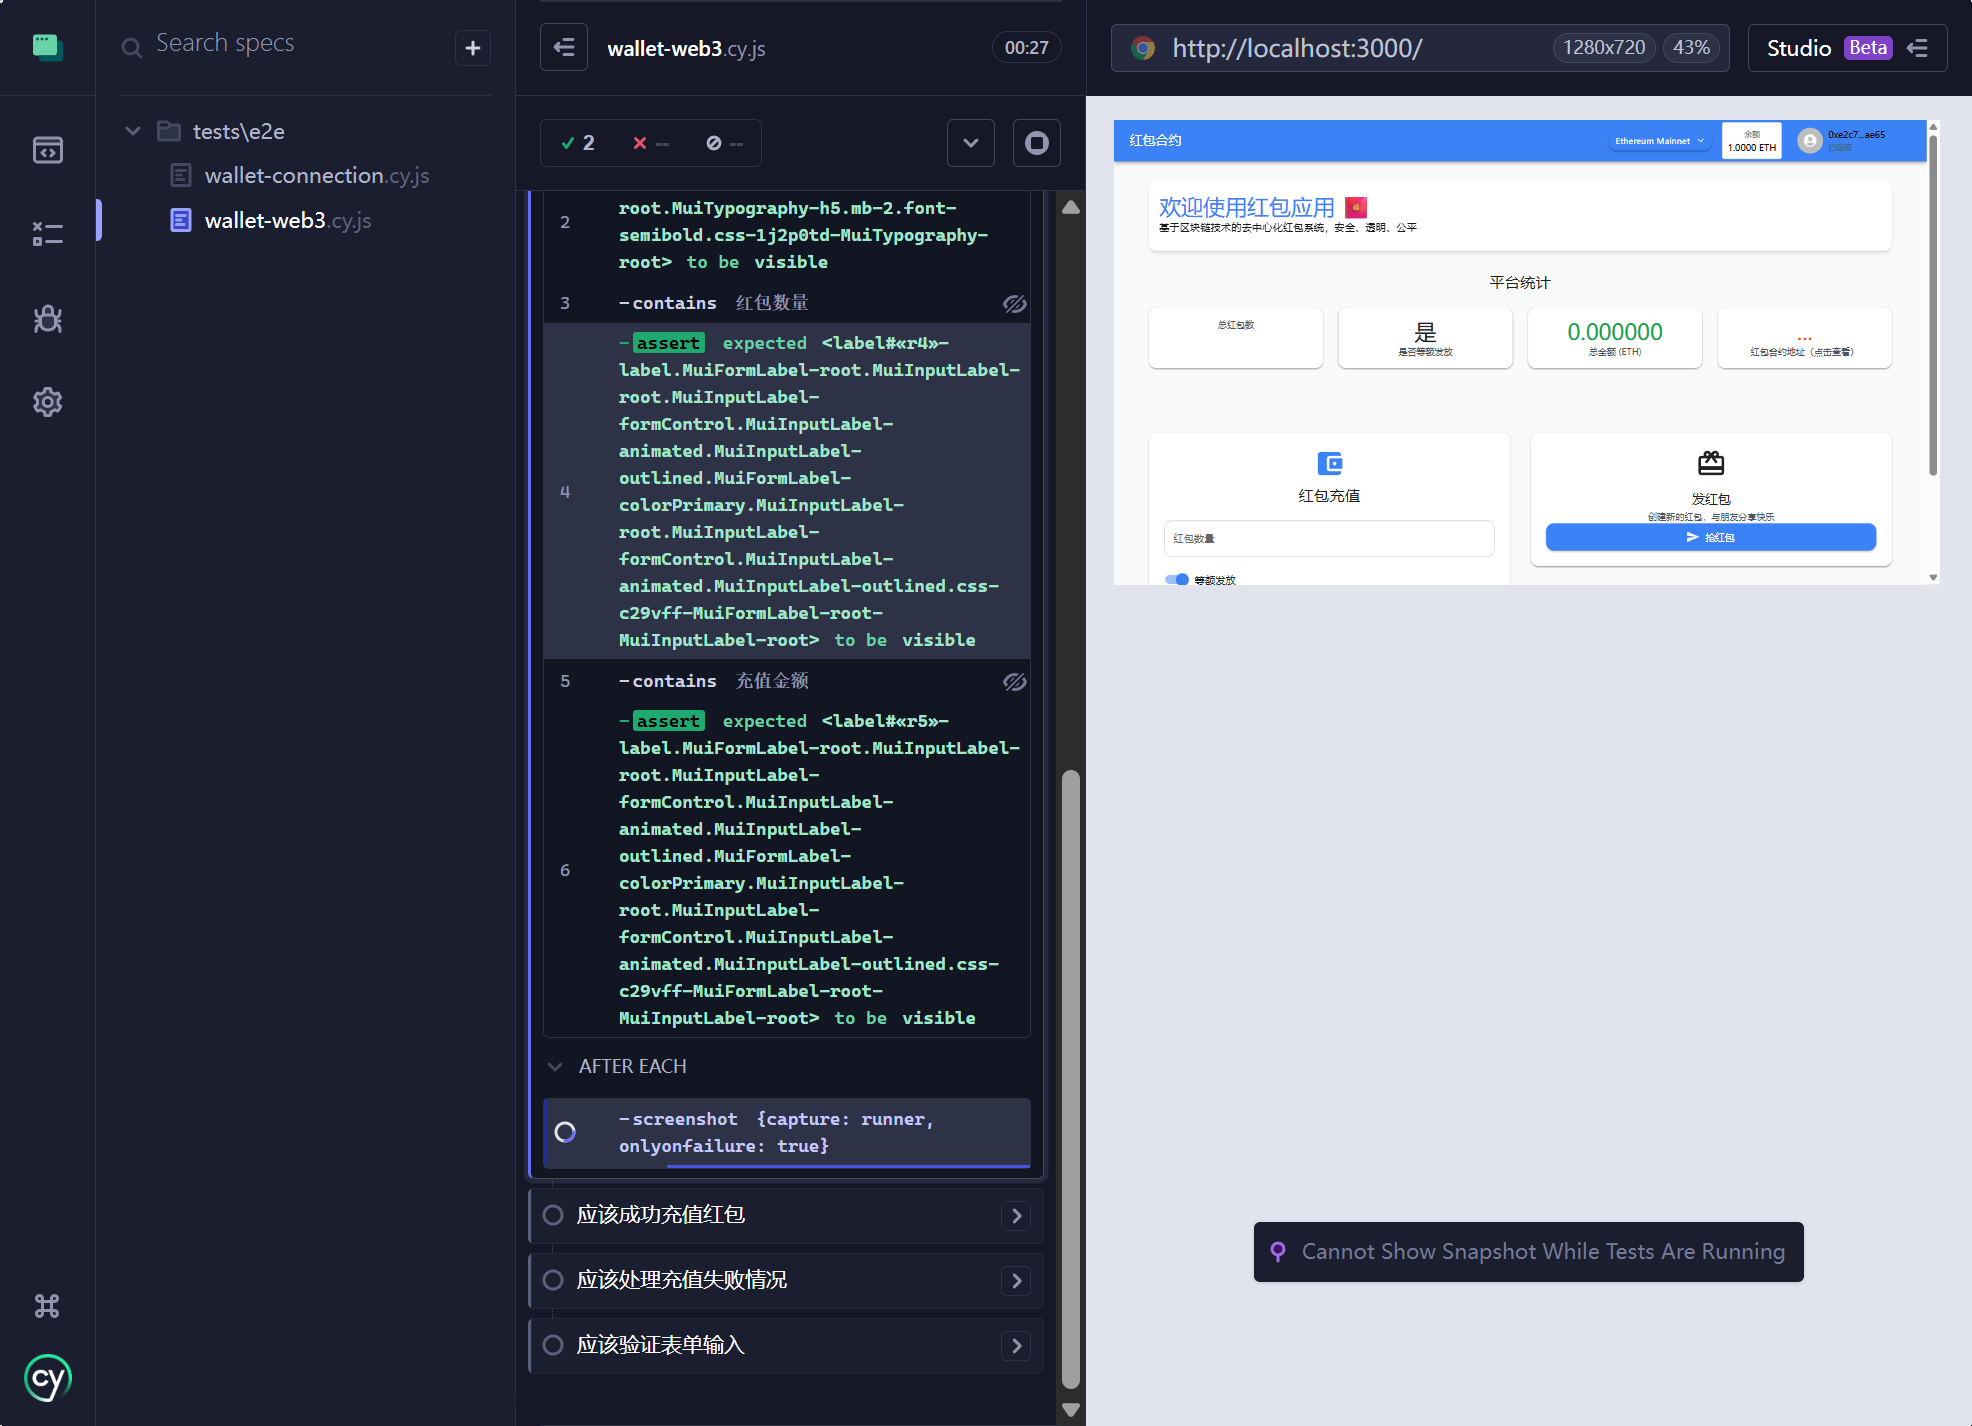 Search specs
tests\e2e
wallet-connection.cy.js
wallet-web3.cy.js
cy
wallet-web3.cy.js
00:27
2
--
--
2
root.MuiTypography-h5.mb-2.font-
semibold.css-1j2p0td-MuiTypography-
root> to be visible
3
-contains 红包数量
4
-assert expected <label#«r4»-
label.MuiFormLabel-root.MuiInputLabel-
root.MuiInputLabel-
formControl.MuiInputLabel-
animated.MuiInputLabel-
outlined.MuiFormLabel-
colorPrimary.MuiInputLabel-
root.MuiInputLabel-
formControl.MuiInputLabel-
animated.MuiInputLabel-outlined.css-
c29vff-MuiFormLabel-root-
MuiInputLabel-root> to be visible
5
-contains 充值金额
6
-assert expected <label#«r5»-
label.MuiFormLabel-root.MuiInputLabel-
root.MuiInputLabel-
formControl.MuiInputLabel-
animated.MuiInputLabel-
outlined.MuiFormLabel-
colorPrimary.MuiInputLabel-
root.MuiInputLabel-
formControl.MuiInputLabel-
animated.MuiInputLabel-outlined.css-
c29vff-MuiFormLabel-root-
MuiInputLabel-root> to be visible
AFTER EACH
-screenshot {capture: runner,
onlyonfailure: true}
应该成功充值红包
应该处理充值失败情况
应该验证表单输入
http://localhost:3000/
1280x720
43%
Studio Beta
红包合约
Ethereum Mainnet
余额
1.0000 ETH
0xe2c7...ae65
已连接
欢迎使用红包应用
基于区块链技术的去中心化红包系统，安全、透明、公平
平台统计
总红包数
是
是否等额发放
0.000000
总金额 (ETH)
...
红包合约地址（点击查看）
红包充值
红包数量
等额发放
发红包
创建新的红包，与朋友分享快乐
抢红包
Cannot Show Snapshot While Tests Are Running